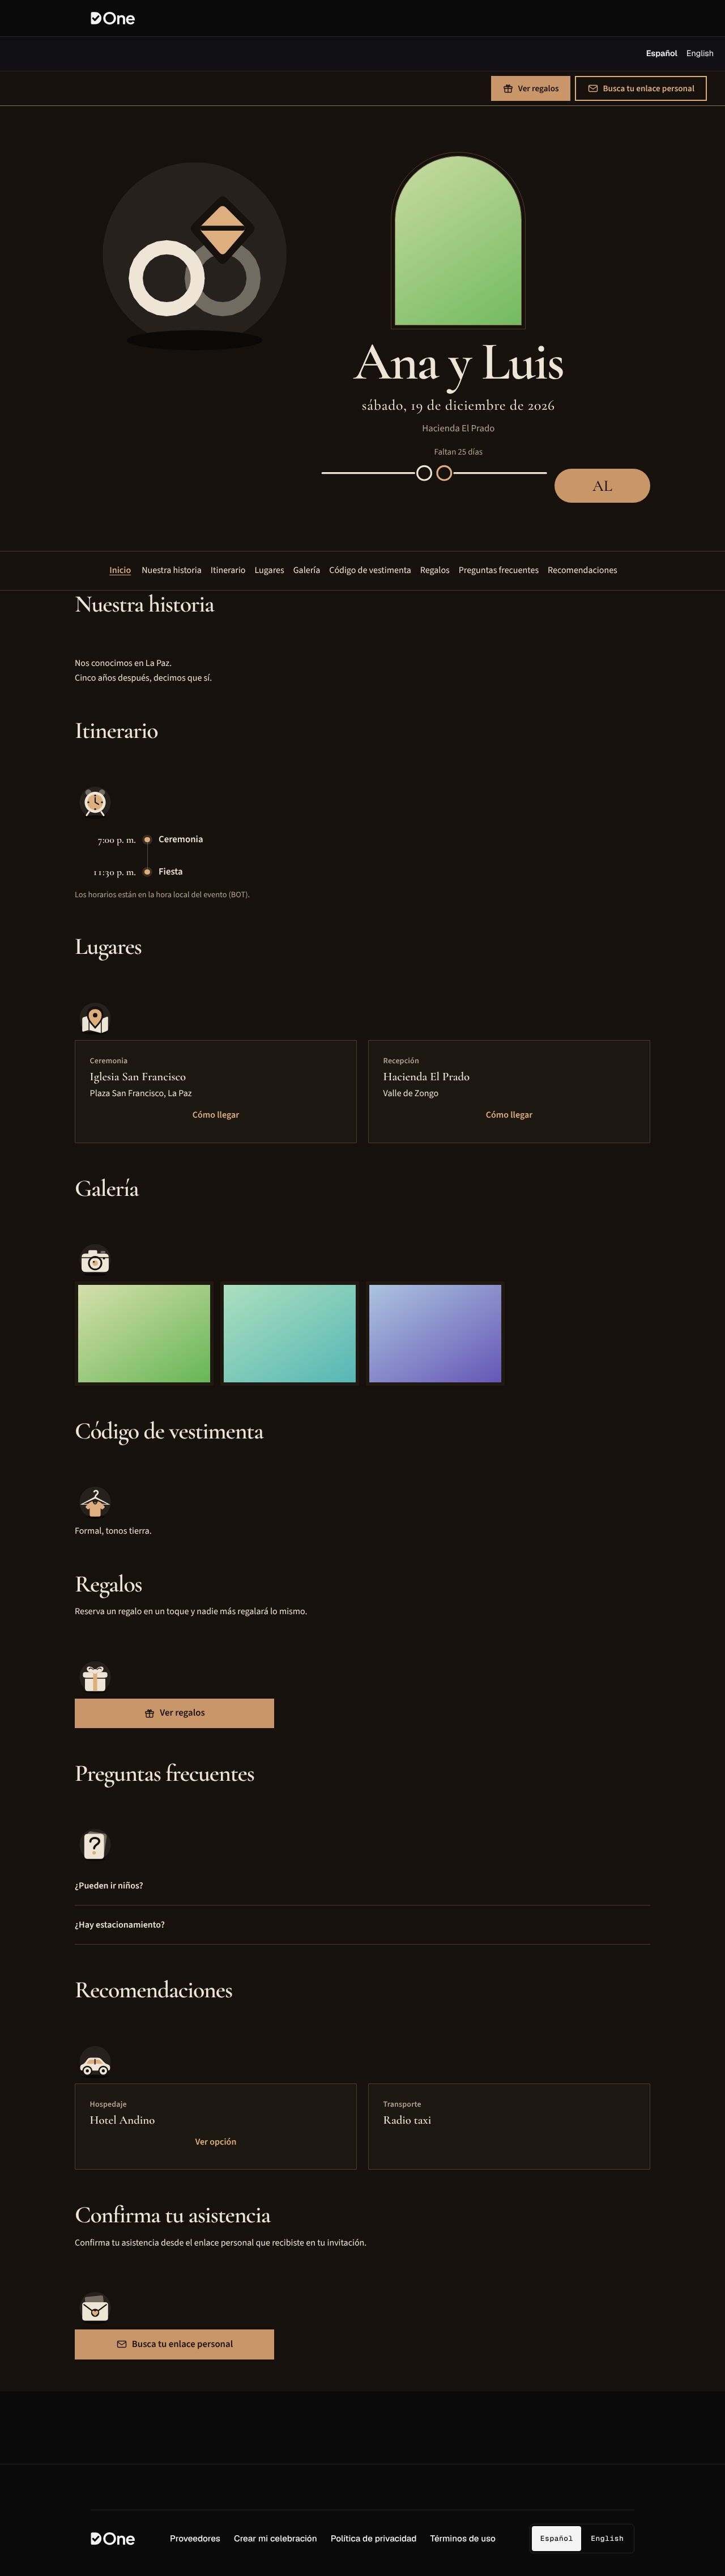 One
Español English
Ver regalos Busca tu enlace personal
Ana y Luis
sábado, 19 de diciembre de 2026
Hacienda El Prado
Faltan 25 días
AL
Inicio Nuestra historia Itinerario Lugares Galería Código de vestimenta Regalos Preguntas frecuentes Recomendaciones
Nuestra historia
Nos conocimos en La Paz.
Cinco años después, decimos que sí.
Itinerario
7:00 p. m. Ceremonia
11:30 p. m. Fiesta
Los horarios están en la hora local del evento (BOT).
Lugares
Ceremonia
Iglesia San Francisco
Plaza San Francisco, La Paz
Cómo llegar
Recepción
Hacienda El Prado
Valle de Zongo
Cómo llegar
Galería
Código de vestimenta
Formal, tonos tierra.
Regalos
Reserva un regalo en un toque y nadie más regalará lo mismo.
Ver regalos
Preguntas frecuentes
?
¿Pueden ir niños?
¿Hay estacionamiento?
Recomendaciones
Hospedaje
Hotel Andino
Ver opción
Transporte
Radio taxi
Confirma tu asistencia
Confirma tu asistencia desde el enlace personal que recibiste en tu invitación.
Busca tu enlace personal
One
Proveedores Crear mi celebración Política de privacidad Términos de uso
Español English